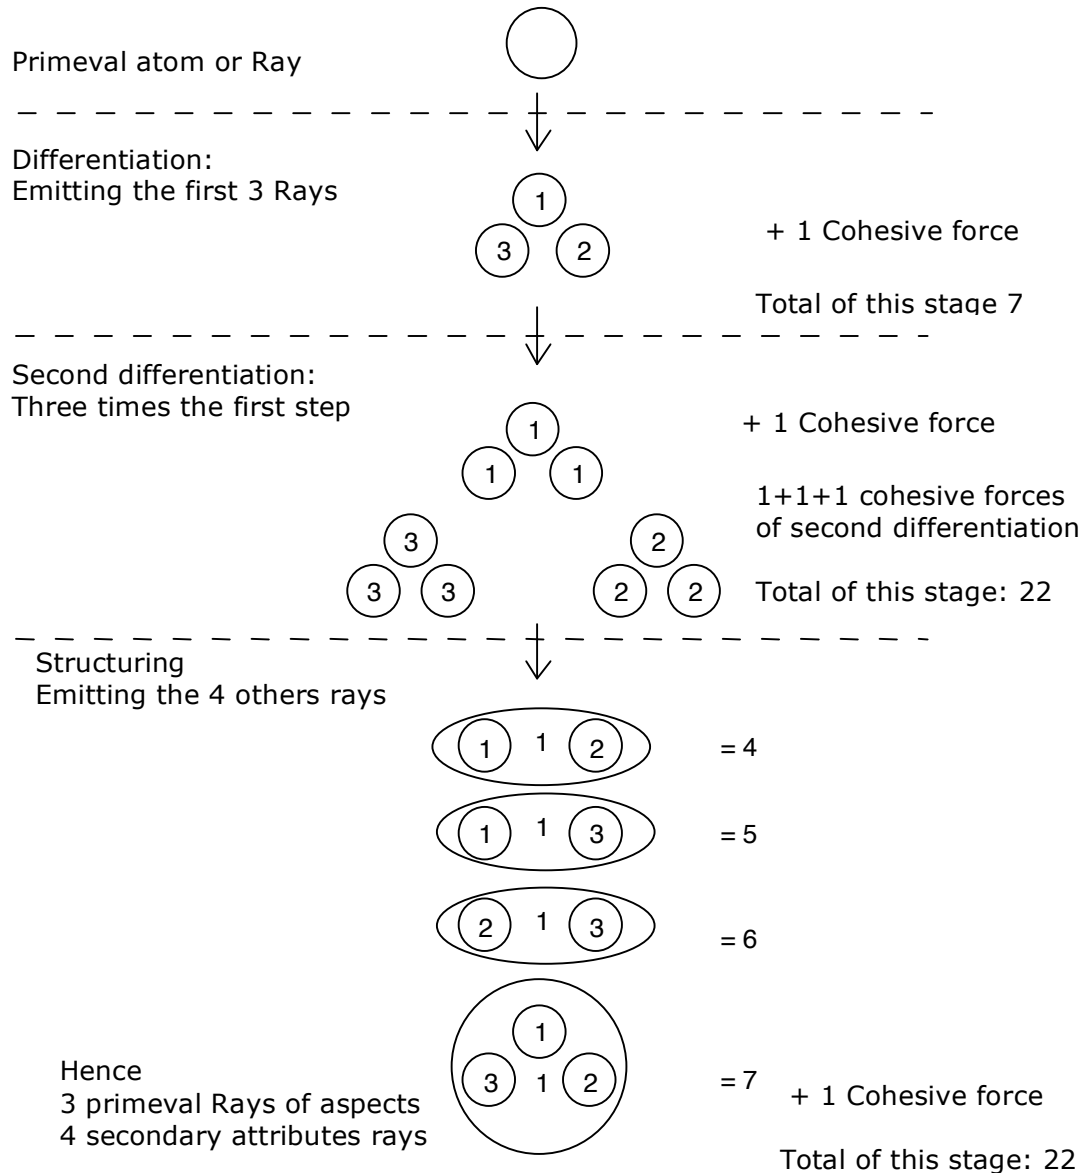 Primeval atom or Ray
Differentiation:
Emitting the first 3 Rays
1
3 2
+ 1 Cohesive force
Total of this stage 7
Second differentiation:
Three times the first step
1
1 1
+ 1 Cohesive force
1+1+1 cohesive forces
of second differentiation
3 2
3 3 2 2
Total of this stage: 22
Structuring
Emitting the 4 others rays
1 1 2 = 4
1 1 3 = 5
2 1 3 = 6
1
3 1 2 = 7
Hence
3 primeval Rays of aspects
4 secondary attributes rays
+ 1 Cohesive force
Total of this stage: 22